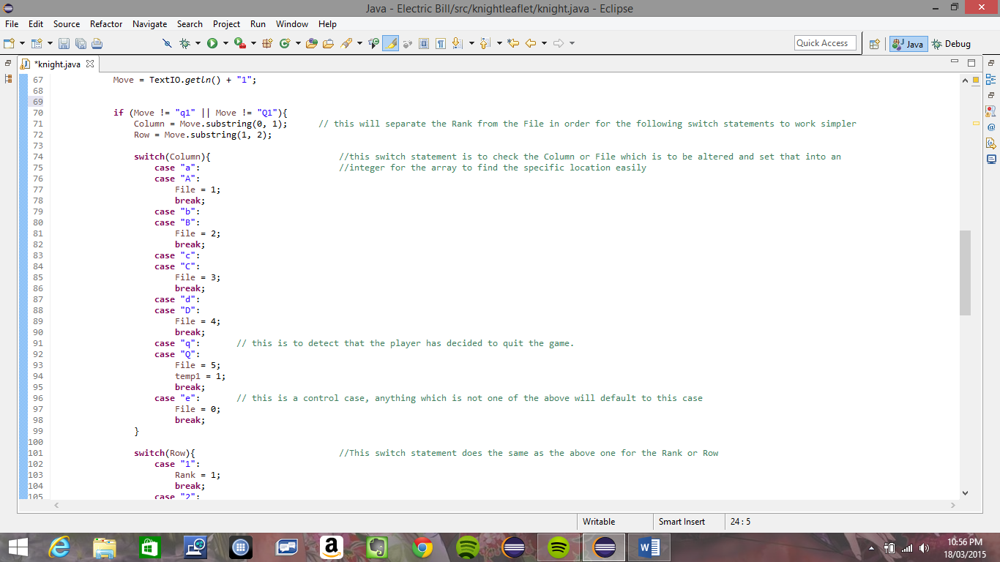 Java - Electric Bill/src/knightleaflet/knight.java - Eclipse
File Edit Source Refactor Navigate Search Project Run Window Help
Quick Access
Java
Debug
*knight.java
67 Move = TextIO.getln() + "1";
68
69
70 if (Move != "q1" || Move != "Q1"){
71 Column = Move.substring(0, 1); // this will separate the Rank from the File in order for the following switch statements to work simpler
72 Row = Move.substring(1, 2);
73
74 switch(Column){ //this switch statement is to check the Column or File which is to be altered and set that into an
75 case "a": //integer for the array to find the specific location easily
76 case "A":
77 File = 1;
78 break;
79 case "b":
80 case "B":
81 File = 2;
82 break;
83 case "c":
84 case "C":
85 File = 3;
86 break;
87 case "d":
88 case "D":
89 File = 4;
90 break;
91 case "q": // this is to detect that the player has decided to quit the game.
92 case "Q":
93 File = 5;
94 temp1 = 1;
95 break;
96 case "e": // this is a control case, anything which is not one of the above will default to this case
97 File = 0;
98 break;
99 }
100
101 switch(Row){ //This switch statement does the same as the above one for the Rank or Row
102 case "1":
103 Rank = 1;
104 break;
105 case "2":
Writable
Smart Insert
24 : 5
10:56 PM
18/03/2015